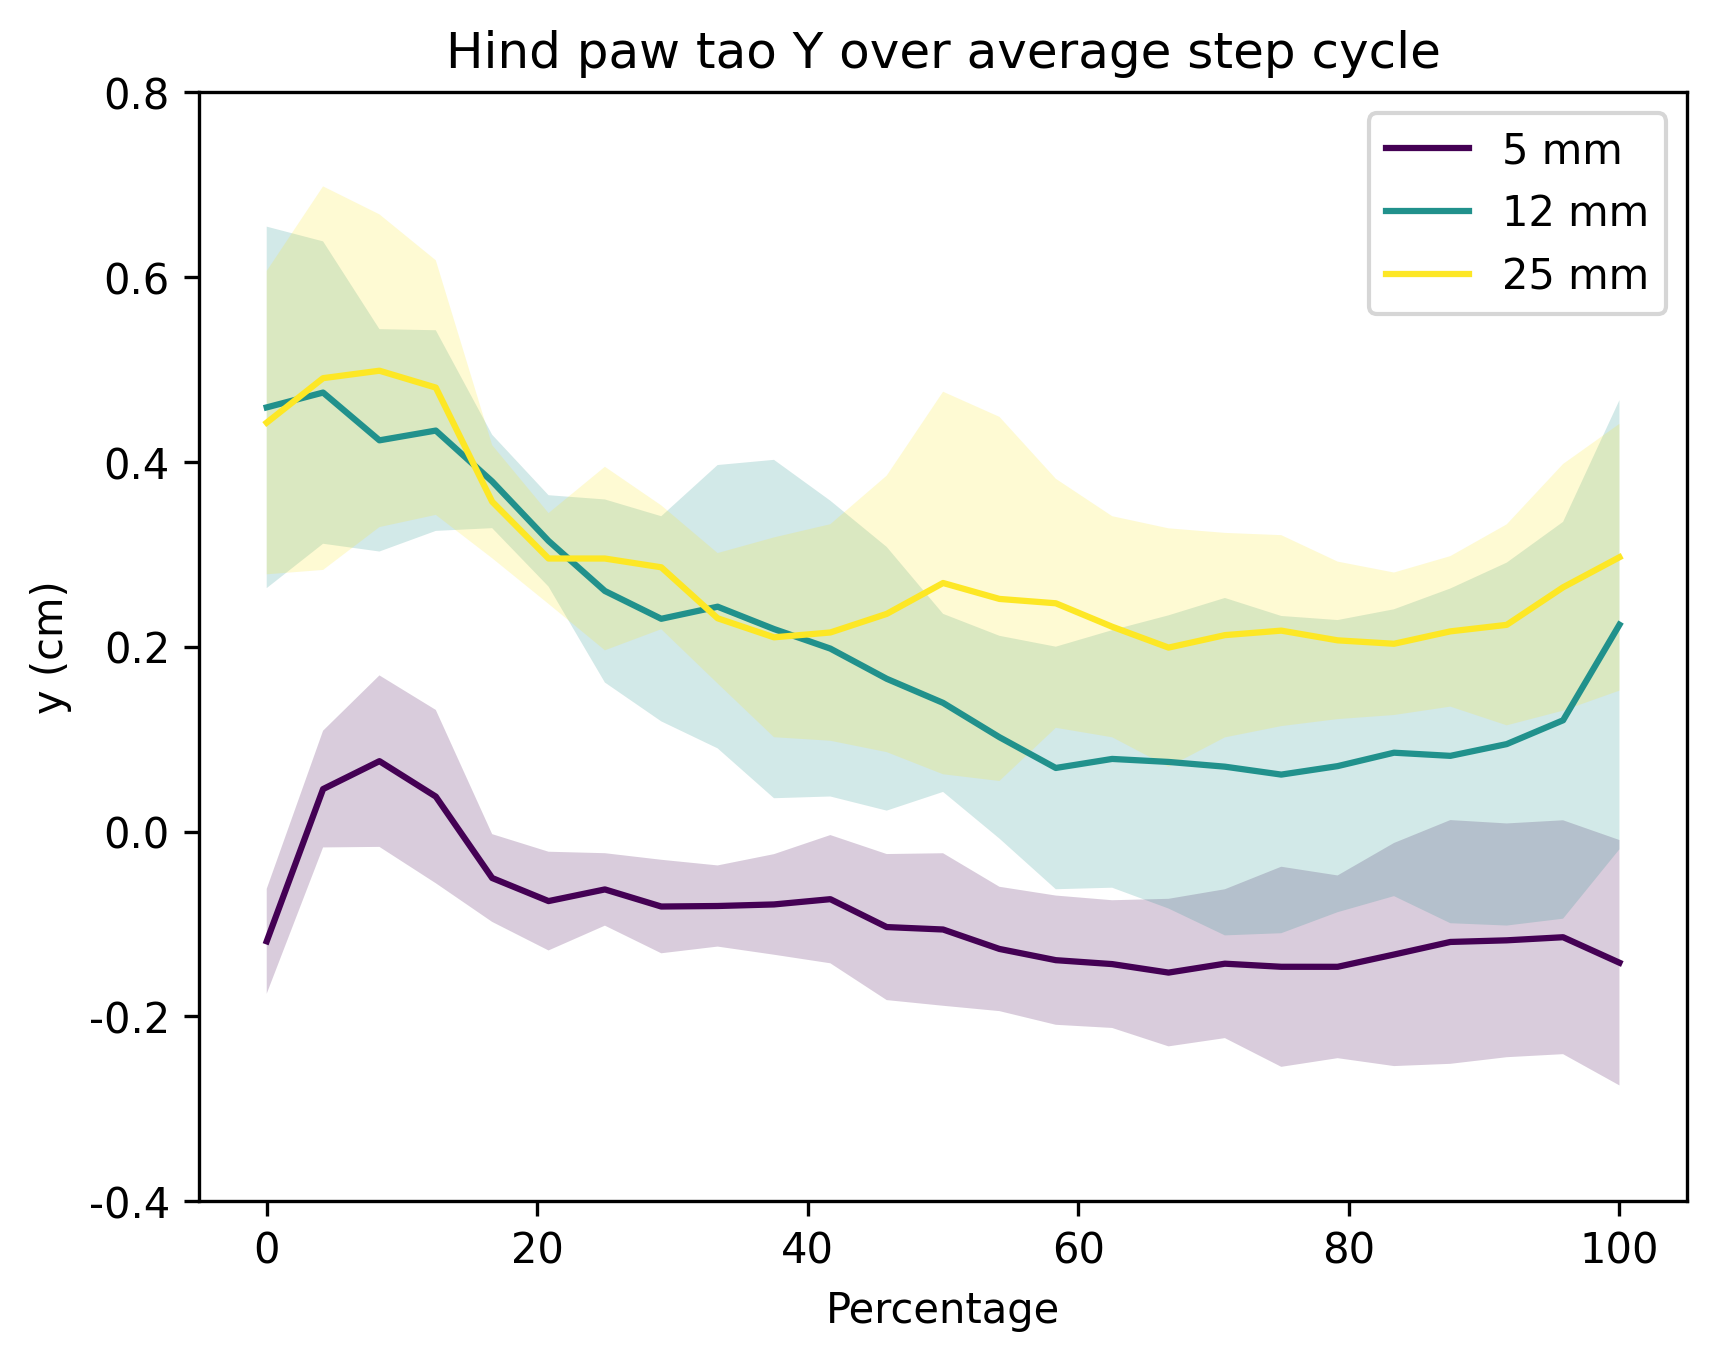 Hind paw tao Y over average step cycle
0.8
0.6
0.4
0.2
0.0
-0.2
-0.4
y (cm)
5 mm
12 mm
25 mm
0 20 40 60 80 100
Percentage